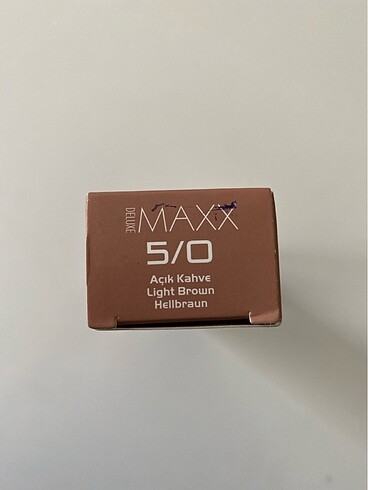 DELUXE
MAXX
5/0
Açık Kahve
Light Brown
Hellbraun